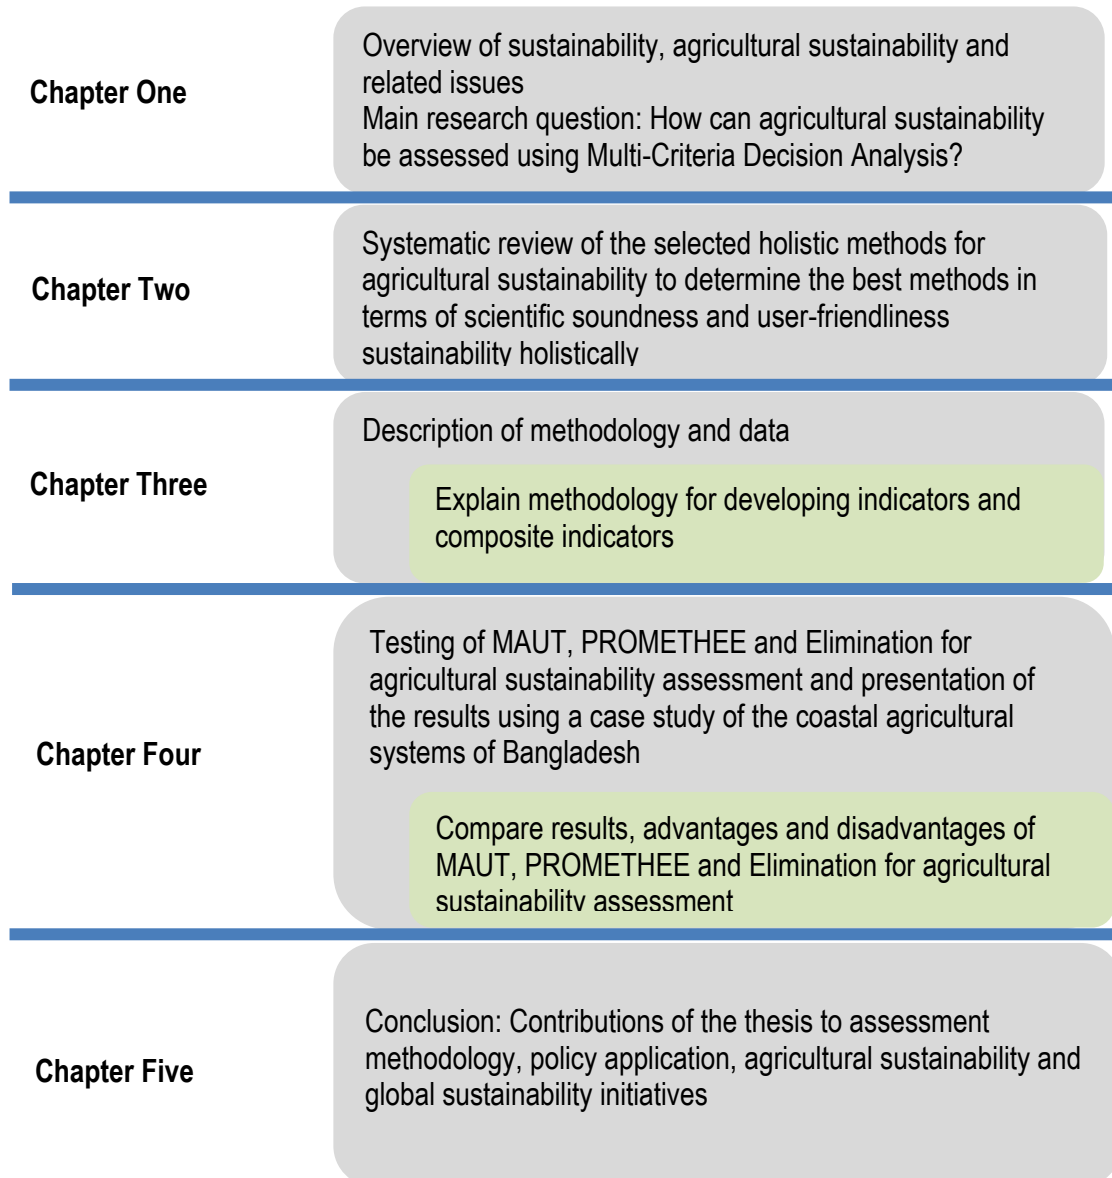 Chapter One
Overview of sustainability, agricultural sustainability and
related issues
Main research question: How can agricultural sustainability
be assessed using Multi-Criteria Decision Analysis?
Chapter Two
Systematic review of the selected holistic methods for
agricultural sustainability to determine the best methods in
terms of scientific soundness and user-friendliness
sustainability holistically
Chapter Three
Description of methodology and data
Explain methodology for developing indicators and
composite indicators
Chapter Four
Testing of MAUT, PROMETHEE and Elimination for
agricultural sustainability assessment and presentation of
the results using a case study of the coastal agricultural
systems of Bangladesh
Compare results, advantages and disadvantages of
MAUT, PROMETHEE and Elimination for agricultural
sustainability assessment
Chapter Five
Conclusion: Contributions of the thesis to assessment
methodology, policy application, agricultural sustainability and
global sustainability initiatives